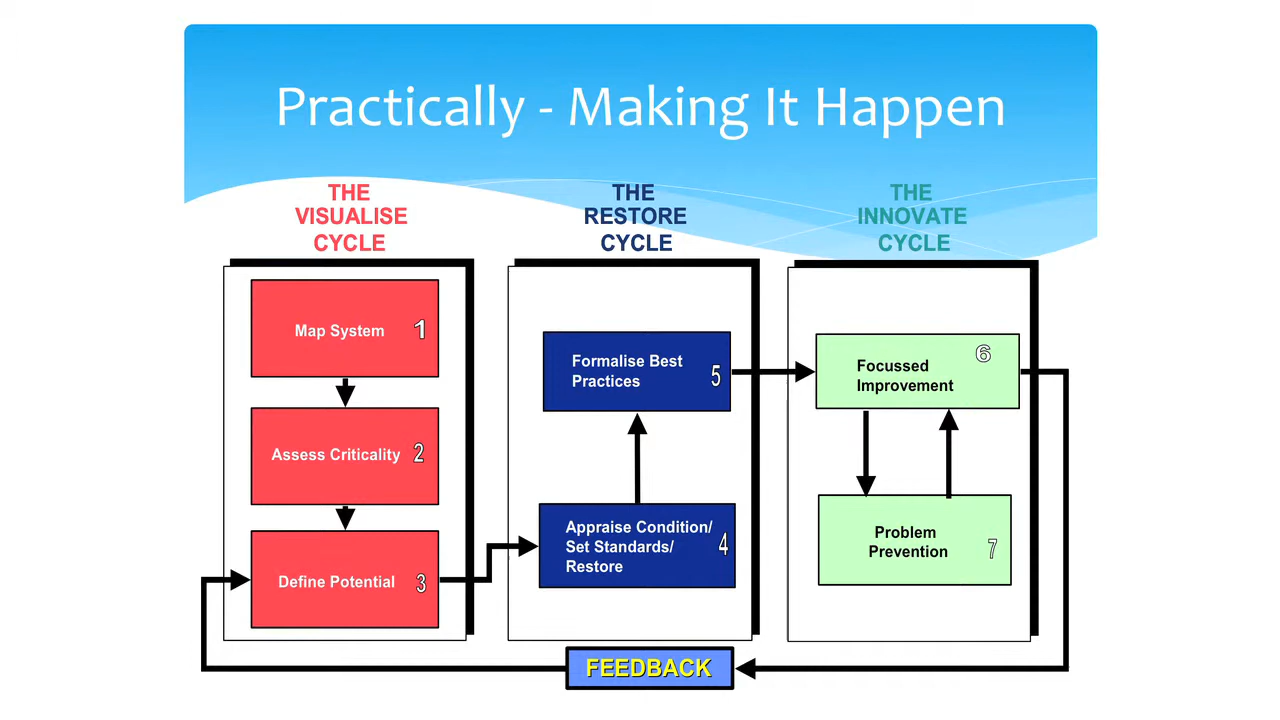 Practically - Making It Happen
THE
VISUALISE
CYCLE
THE
RESTORE
CYCLE
THE
INNOVATE
CYCLE
Map System 1
Assess Criticality 2
Define Potential 3
Formalise Best
Practices 5
Appraise Condition/
Set Standards/ 4
Restore
Focussed 6
Improvement
Problem
Prevention 7
FEEDBACK